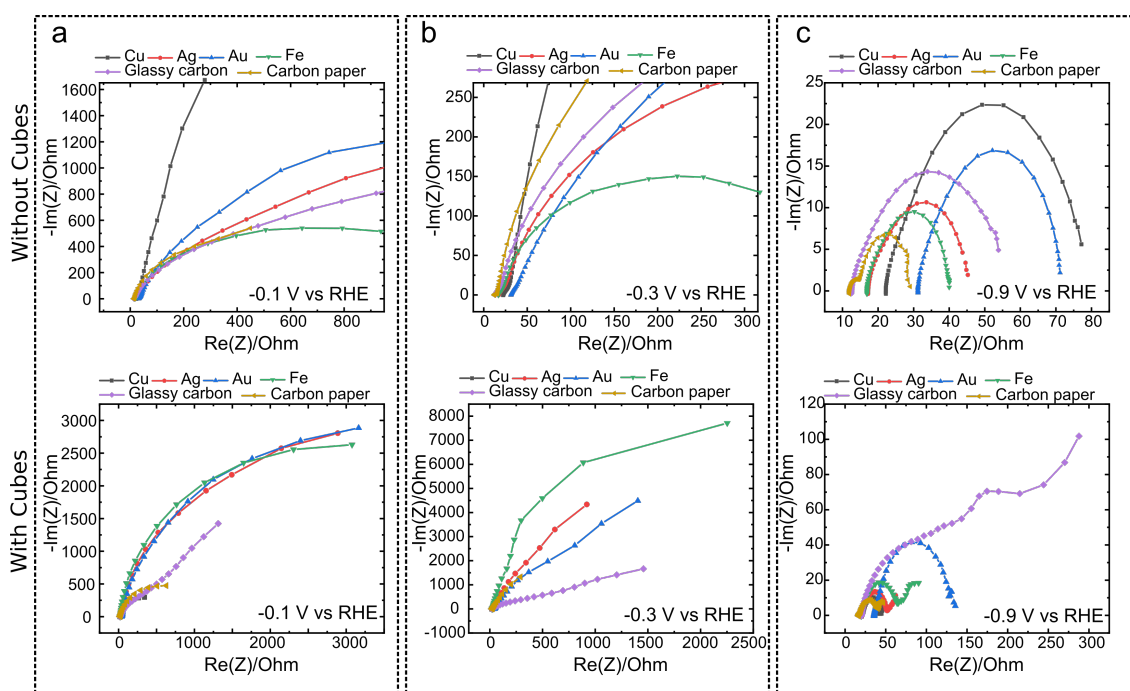 a
b
c
Without Cubes
Cu Ag Au Fe
Glassy carbon Carbon paper
1600
1400
1200
1000
800
600
400
200
0
-Im(Z)/Ohm
-0.1 V vs RHE
0 200 400 600 800
Re(Z)/Ohm
Cu Ag Au Fe
Glassy carbon Carbon paper
250
200
150
100
50
0
-Im(Z)/Ohm
-0.3 V vs RHE
0 50 100 150 200 250 300
Re(Z)/Ohm
Cu Ag Au Fe
Glassy carbon Carbon paper
25
20
15
10
5
0
-Im(Z)/Ohm
-0.9 V vs RHE
10 20 30 40 50 60 70 80
Re(Z)/Ohm
With Cubes
Cu Ag Au Fe
Glassy carbon Carbon paper
3000
2500
2000
1500
1000
500
0
-Im(Z)/Ohm
-0.1 V vs RHE
0 1000 2000 3000
Re(Z)/Ohm
Cu Ag Au Fe
Glassy carbon Carbon paper
8000
7000
6000
5000
4000
3000
2000
1000
0
-1000
-Im(Z)/Ohm
-0.3 V vs RHE
0 500 1000 1500 2000 2500
Re(Z)/Ohm
Cu Ag Au Fe
Glassy carbon Carbon paper
120
100
80
60
40
20
0
-Im(Z)/Ohm
-0.9 V vs RHE
0 50 100 150 200 250 300
Re(Z)/Ohm